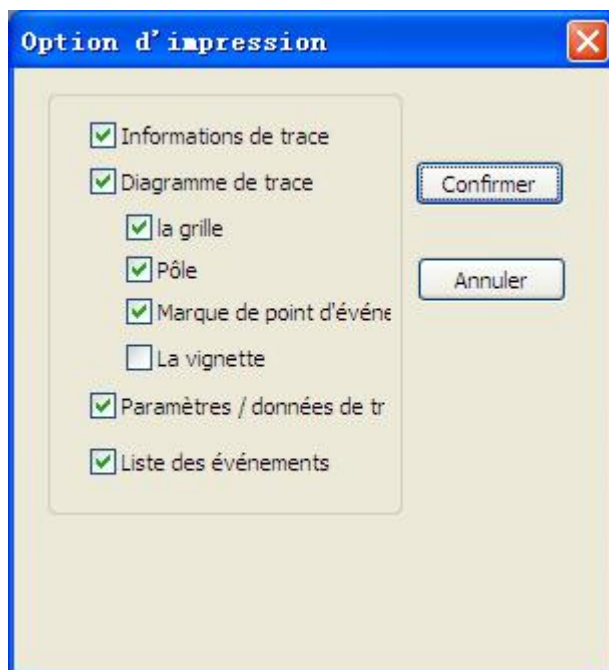 Option d'impression
Informations de trace
Diagramme de trace
Confirmer
la grille
Pôle
Annuler
Marque de point d'événe
La vignette
Paramètres / données de tr
Liste des événements